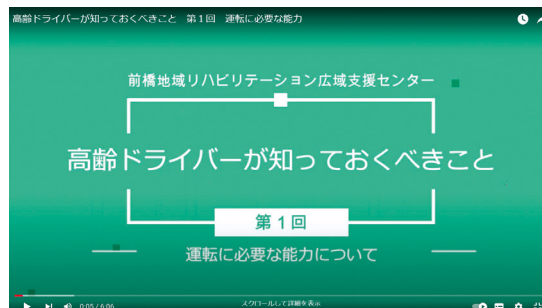 高齢ドライバーが知っておくべきこと 第1回 運転に必要な能力
前橋地域リハビリテーション広域支援センター
高齢ドライバーが知っておくべきこと
第1回
運転に必要な能力について
0:05 / 6:06
スクロールして詳細を表示